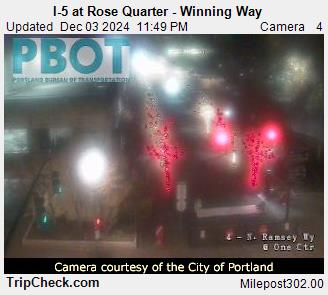 I-5 at Rose Quarter - Winning Way
Updated Dec 03 2024 11:49 PM Camera 4
PBOT
PORTLAND BUREAU OF TRANSPORTATION
4 - N. Ramsey Wy
@ One Ctr
Camera courtesy of the City of Portland
TripCheck.com Milepost302.00